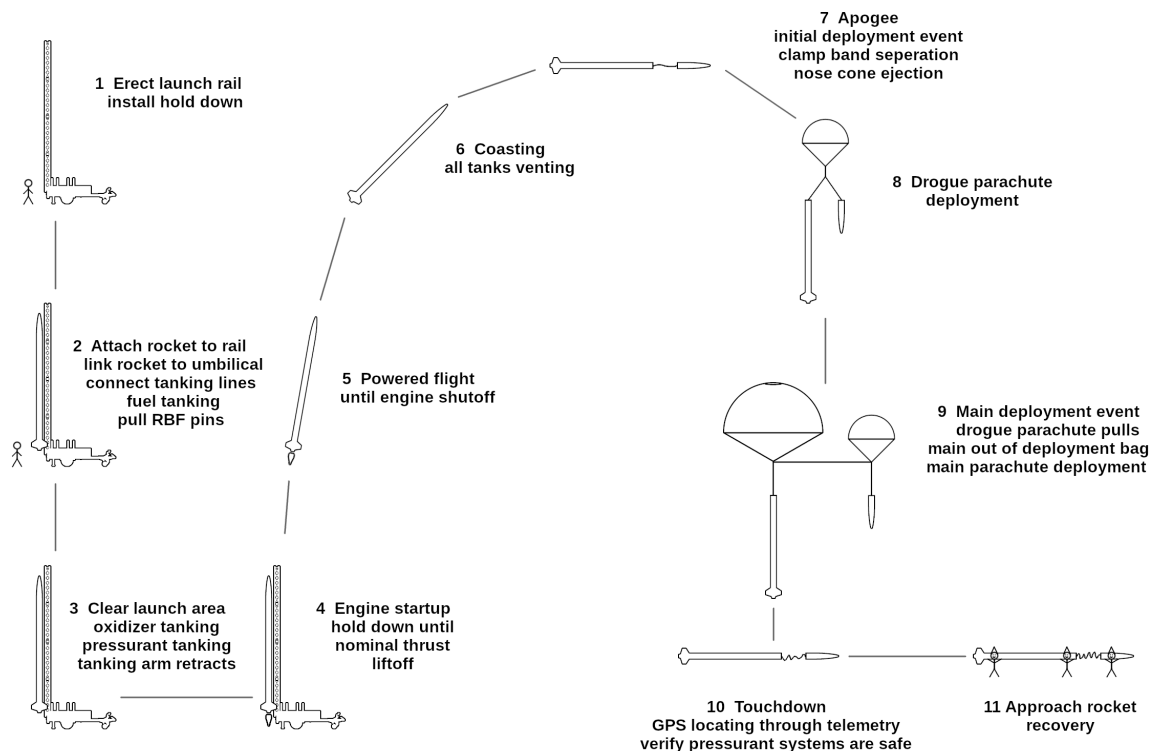 1 Erect launch rail
install hold down
2 Attach rocket to rail
link rocket to umbilical
connect tanking lines
fuel tanking
pull RBF pins
3 Clear launch area
oxidizer tanking
pressurant tanking
tanking arm retracts
4 Engine startup
hold down until
nominal thrust
liftoff
5 Powered flight
until engine shutoff
6 Coasting
all tanks venting
7 Apogee
initial deployment event
clamp band seperation
nose cone ejection
8 Drogue parachute
deployment
9 Main deployment event
drogue parachute pulls
main out of deployment bag
main parachute deployment
10 Touchdown
GPS locating through telemetry
verify pressurant systems are safe
11 Approach rocket
recovery